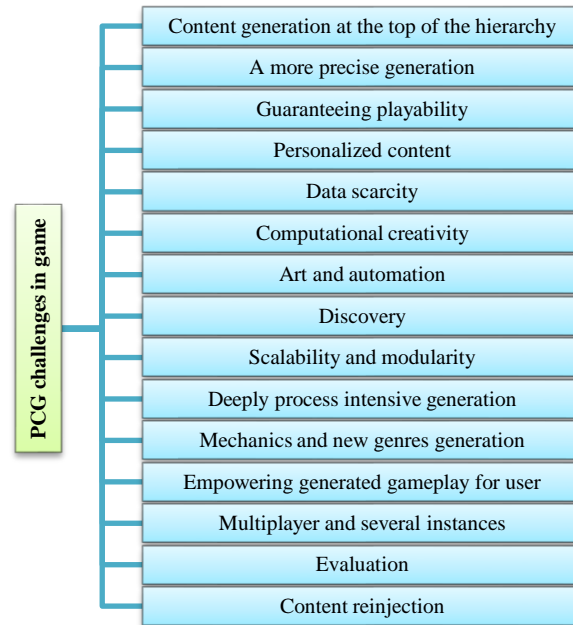 PCG challenges in game
Content generation at the top of the hierarchy
A more precise generation
Guaranteeing playability
Personalized content
Data scarcity
Computational creativity
Art and automation
Discovery
Scalability and modularity
Deeply process intensive generation
Mechanics and new genres generation
Empowering generated gameplay for user
Multiplayer and several instances
Evaluation
Content reinjection